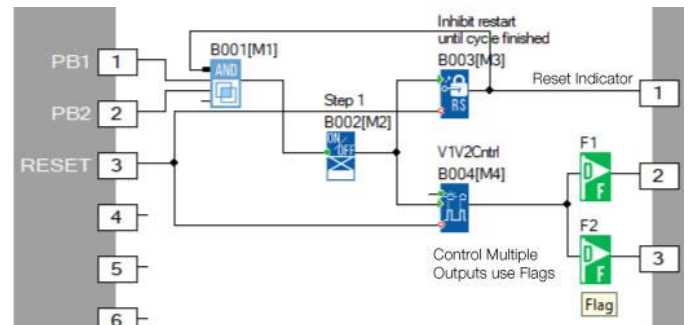 Inhibit restart
until cycle finished
B001[M1]
B003[M3]
PB1 1
AND
Reset Indicator
1
RS
PB2 2
Step 1
B002[M2]
ON/OFF
RESET 3
V1V2Cntrl
B004[M4]
F1
D
F
2
4
F2
D
F
3
Control Multiple
Outputs use Flags
5
Flag
6